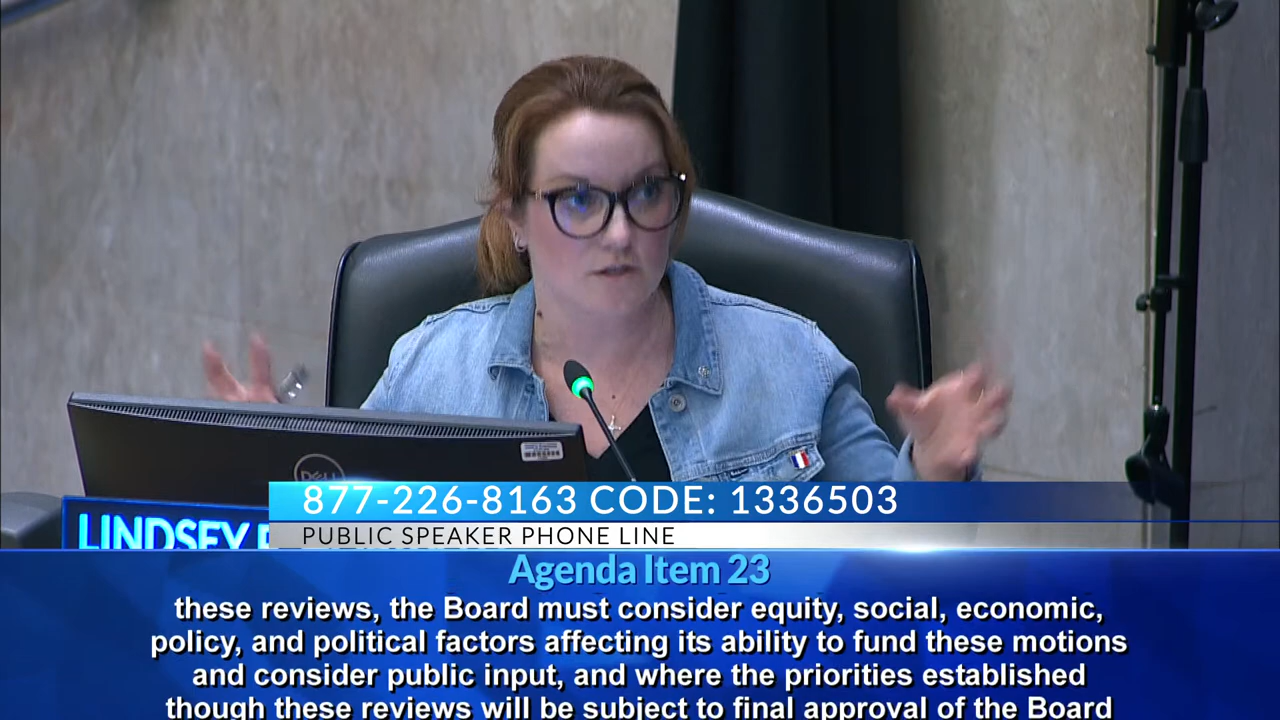 DELL
LINDSEY
877-226-8163 CODE: 1336503
PUBLIC SPEAKER PHONE LINE
Agenda Item 23
these reviews, the Board must consider equity, social, economic,
policy, and political factors affecting its ability to fund these motions
and consider public input, and where the priorities established
though these reviews will be subject to final approval of the Board